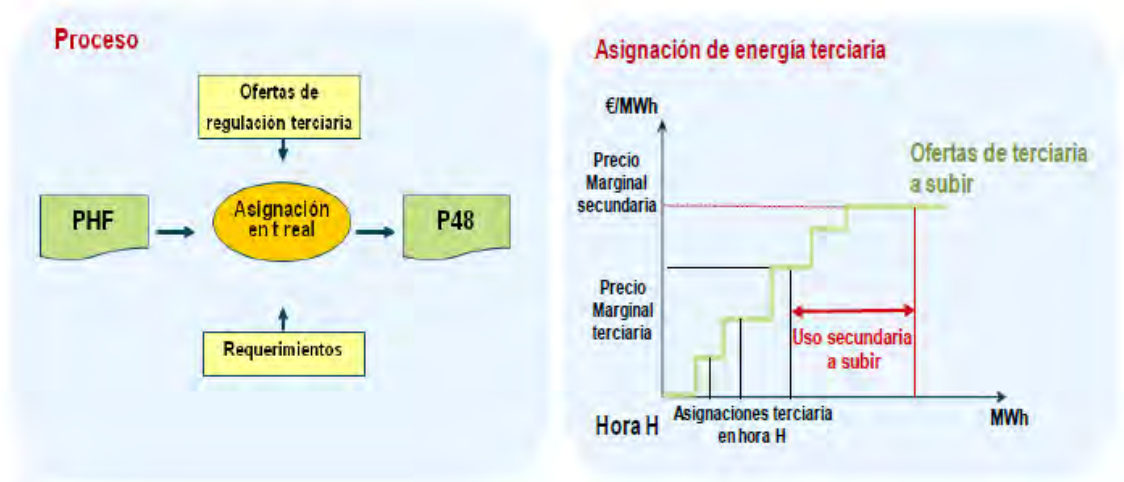 Proceso
Ofertas de
regulación terciaria
PHF
Asignación
en t real
P48
Requerimientos
Asignación de energía terciaria
€/MWh
Precio
Marginal
secundaria
Ofertas de terciaria
a subir
Precio
Marginal
terciaria
Uso secundaria
a subir
Hora H
Asignaciones terciaria
en hora H
MWh